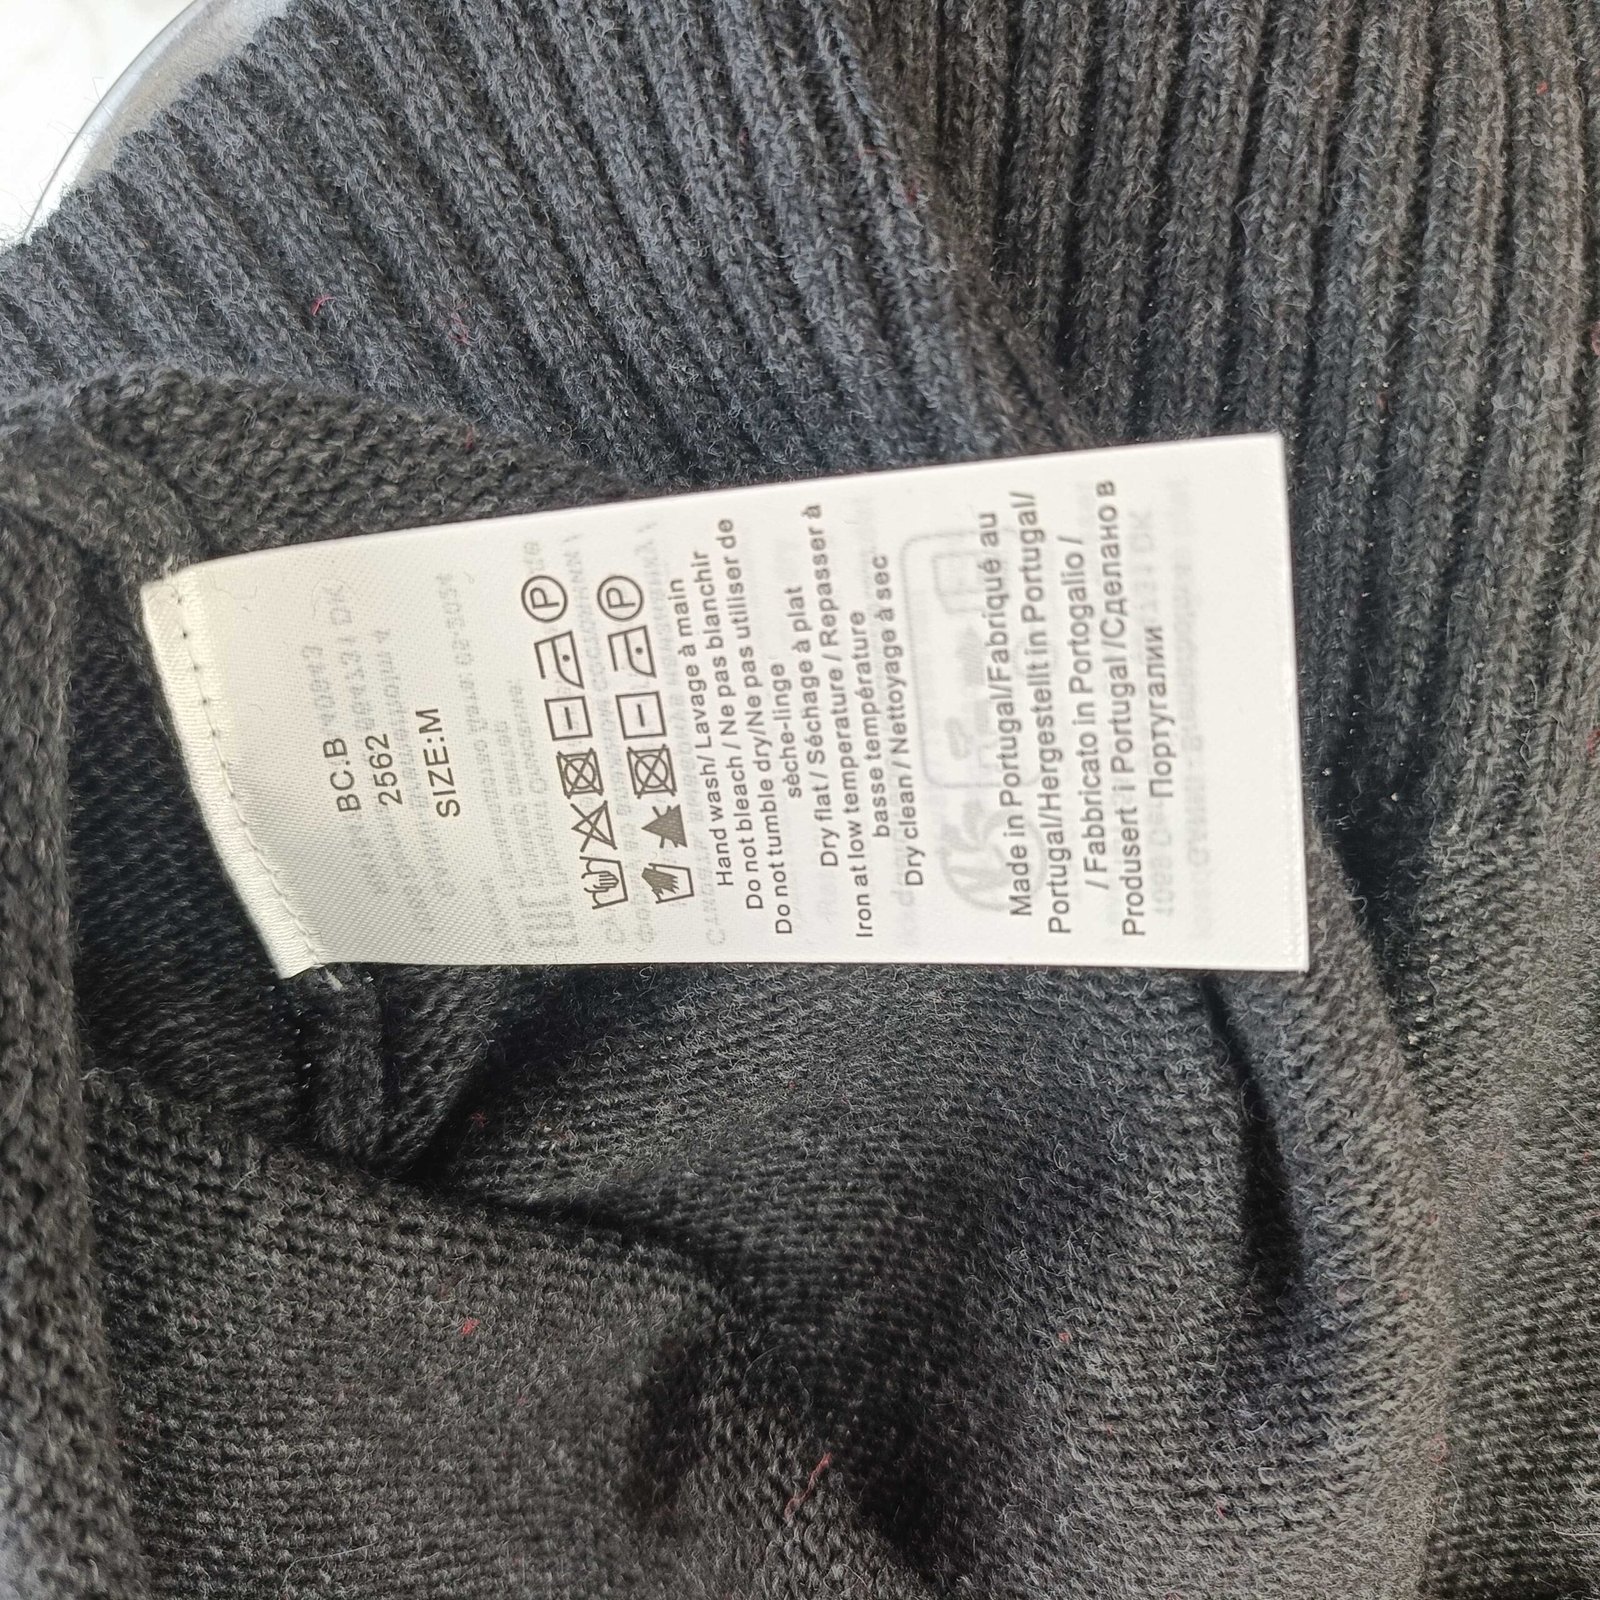 BC.B
2562
SIZE:M
P
P
Hand wash/ Lavage à main
Do not bleach / Ne pas blanchir
Do not tumble dry/Ne pas utiliser de
sèche-linge
Dry flat / Séchage à plat
Iron at low temperature / Repasser à
basse température
Dry clean / Nettoyage à sec
Made in Portugal/Fabriqué au
Portugal/Hergestellt in Portugal/
/ Fabbricato in Portogallo /
Produsert i Portugal /Сделано в
Португалии